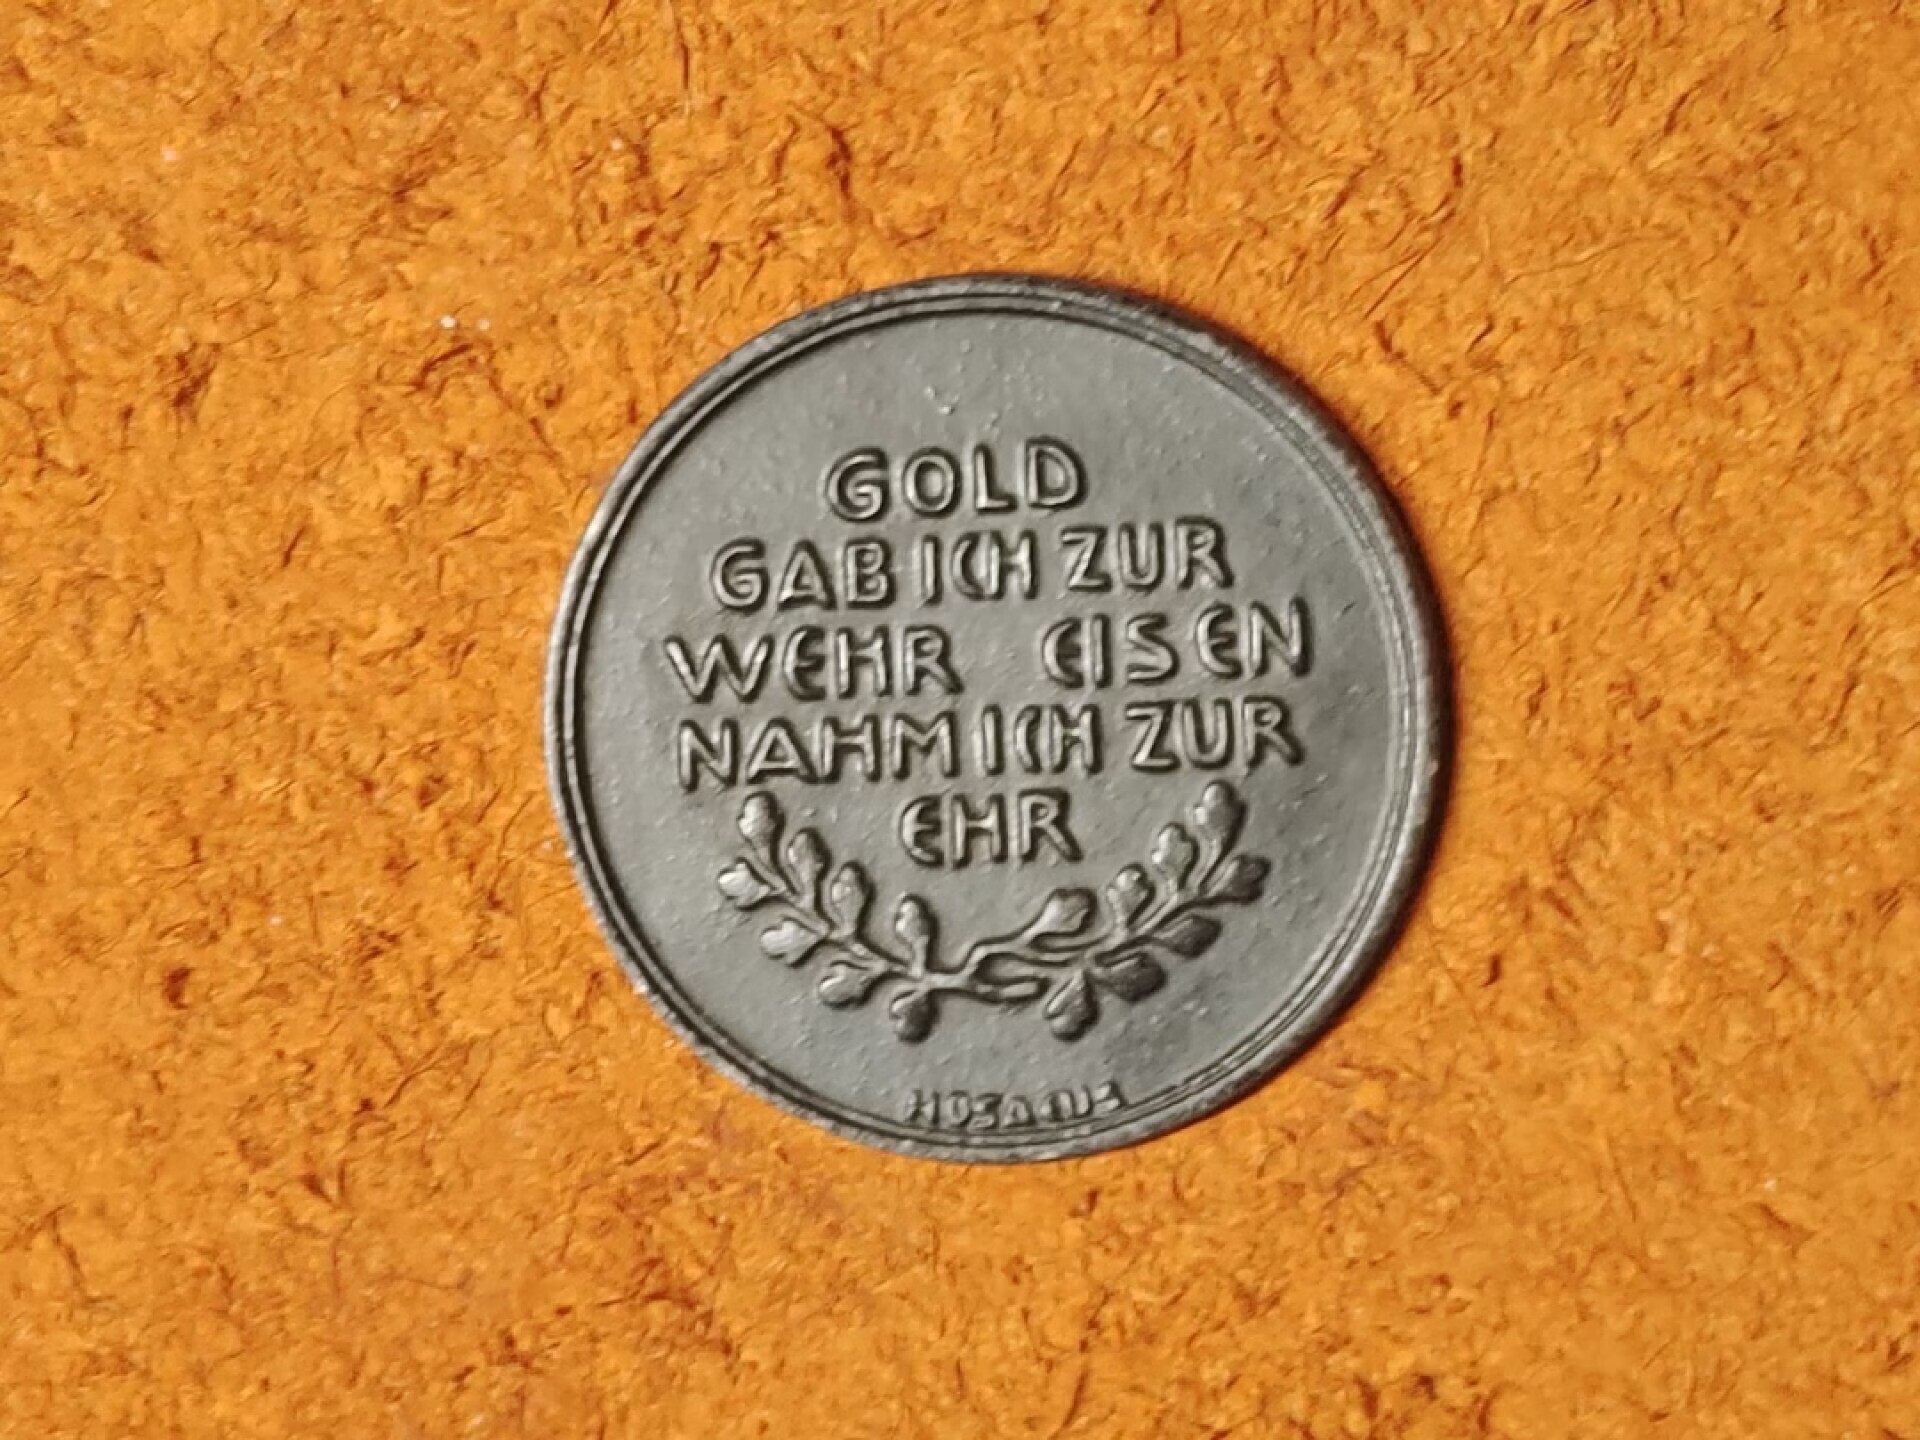 GOLD
GAB ICH ZUR
WEHR EISEN
NAHM ICH ZUR
EHR
HOSAEUS